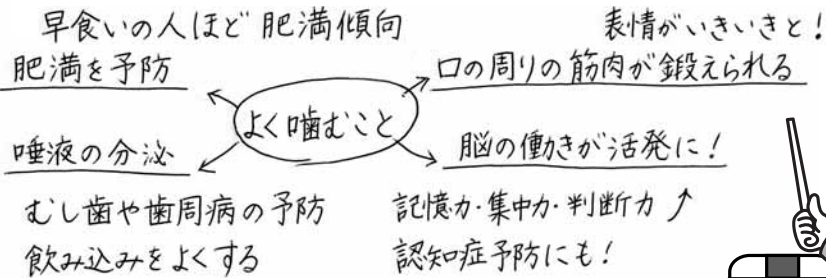 早食いの人ほど肥満傾向
肥満を予防
表情がいきいきと！
口の周りの筋肉が鍛えられる
よく噛むこと
唾液の分泌
むし歯や歯周病の予防
飲み込みをよくする
脳の働きが活発に！
記憶力・集中力・判断力↑
認知症予防にも！